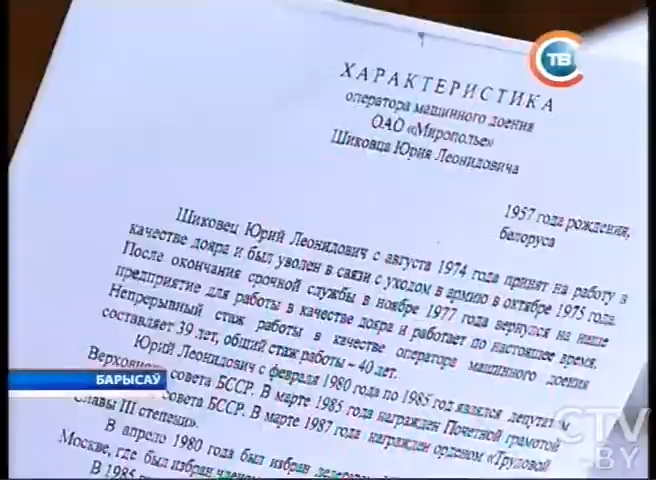 СТВ
ХАРАКТЕРИСТИКА
оператора машинного доения
ОАО «Мирополье»
Шиковца Юрия Леонидовича
1957 года рождения,
белоруса
Шиковец Юрий Леонидович с августа 1974 года принят на работу в
качестве дояра и был уволен в связи с уходом в армию в октябре 1975 года.
После окончания срочной службы в ноябре 1977 года вернулся на наше
предприятие для работы в качестве дояра и работает по настоящее время.
Непрерывный стаж работы в качестве оператора машинного доения
составляет 39 лет, общий стаж работы – 40 лет.
Юрий Леонидович с февраля 1980 года по 1985 год являлся депутатом
Верховного совета БССР. В марте 1985 года награжден Почетной грамотой
совета БССР. В марте 1987 года награжден орденом «Трудовой
Славы III степени».
В апреле 1980 года был избран
Москве, где был избран членом
В 1985
БАРЫСАЎ
CTV
-BY